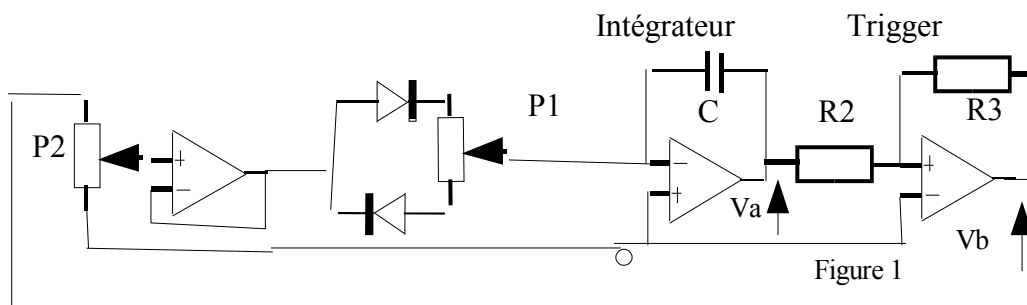 Intégrateur
Trigger
P2
+
−
P1
C
−
+
Va
R2
R3
+
−
Vb
Figure 1